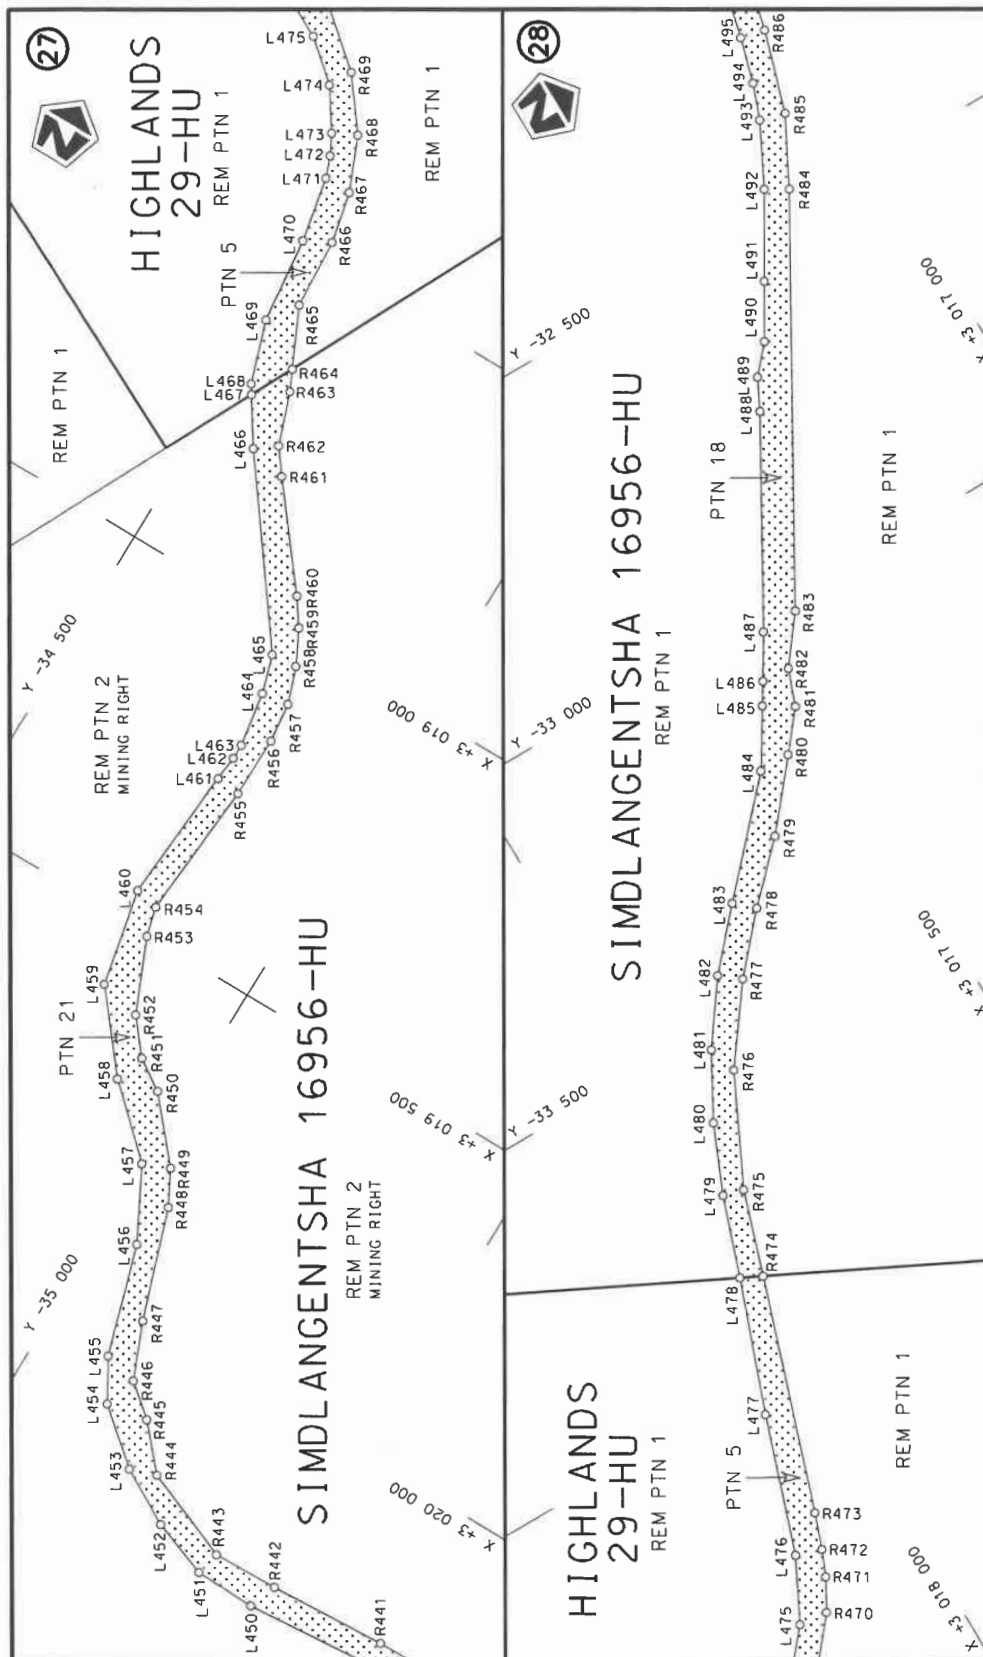 27
HIGHLANDS
29-HU
REM PTN 1
REM PTN 1
REM PTN 1
PTN 5
L475
L474
L473
L472
L471
L470
L469
L468
L467
L466
L465
L464
L463
L462
L461
L460
L459
L458
L457
L456
L455
L454
L453
L452
L451
L450
R469
R468
R467
R466
R465
R464
R463
R462
R461
R460
R459
R458
R457
R456
R455
R454
R453
R452
R451
R450
R449
R448
R447
R446
R445
R444
R443
R442
R441
Y -34 500
REM PTN 2
MINING RIGHT
PTN 21
Y -35 000
SIMDLANGENTSHA 16956-HU
REM PTN 2
MINING RIGHT
X +3 019 000
X +3 019 500
X +3 020 000
28
L495
L494
L493
L492
L491
L490
L489
L488
L487
L486
L485
L484
L483
L482
L481
L480
L479
L478
L477
L476
L475
R486
R485
R484
R483
R482
R481
R480
R479
R478
R477
R476
R475
R474
R473
R472
R471
R470
Y -32 500
Y -33 000
Y -33 500
SIMDLANGENTSHA 16956-HU
REM PTN 1
PTN 18
REM PTN 1
X +3 017 000
X +3 017 500
X +3 018 000
HIGHLANDS
29-HU
REM PTN 1
PTN 5
REM PTN 1